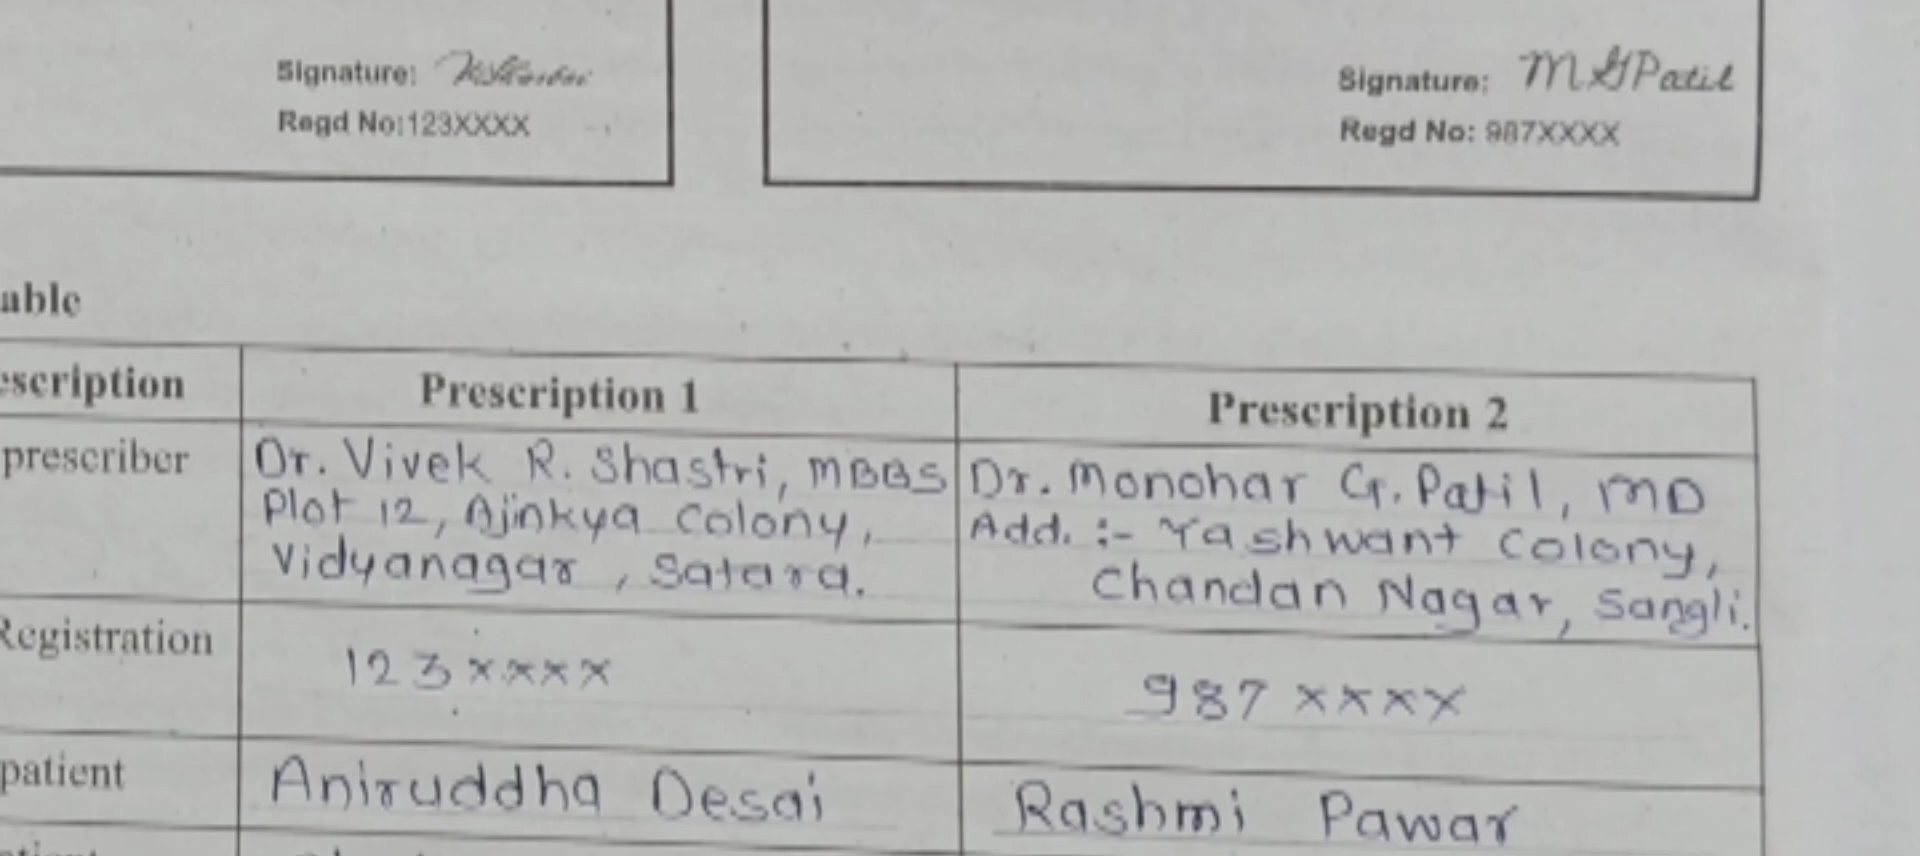 Signature:
Regd No:123XXXX
Signature: MGPatil
Regd No: 987XXXX
able
escription Prescription 1 Prescription 2
prescriber Dr. Vivek R. Shastri, MBBS Dr. Monohar G. Patil, MD
Plot 12, Ajinkya Colony, Add. :- Yashwant Colony,
Vidyanagar, Satara. Chandan Nagar, Sangli.
Registration 123xxxx 987xxxx
patient Aniruddha Desai Rashmi Pawar